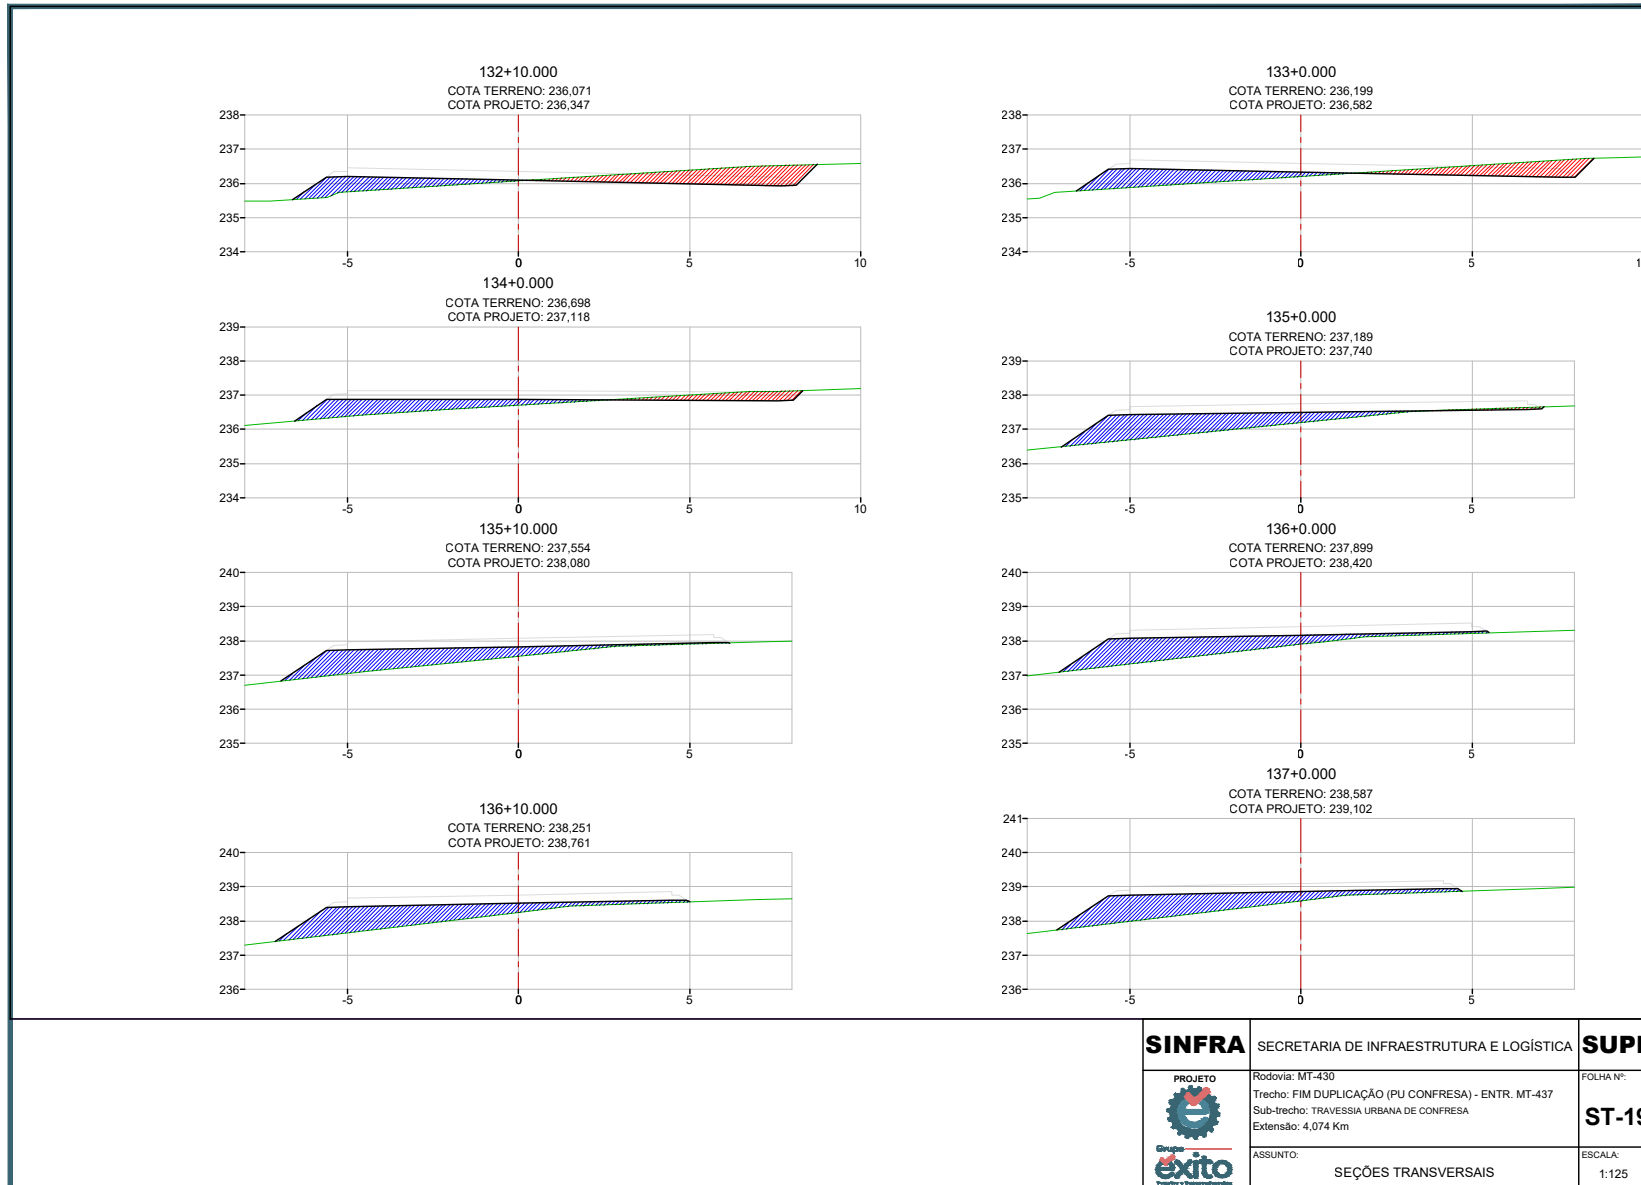 132+10.000
COTA TERRENO: 236,071
COTA PROJETO: 236,347
238
237
236
235
234
-5
0
5
10
133+0.000
COTA TERRENO: 236,199
COTA PROJETO: 236,582
238
237
236
235
234
-5
0
5
134+0.000
COTA TERRENO: 236,698
COTA PROJETO: 237,118
239
238
237
236
235
234
-5
0
5
10
135+0.000
COTA TERRENO: 237,189
COTA PROJETO: 237,740
239
238
237
236
235
-5
0
5
135+10.000
COTA TERRENO: 237,554
COTA PROJETO: 238,080
240
239
238
237
236
235
-5
0
5
136+0.000
COTA TERRENO: 237,899
COTA PROJETO: 238,420
240
239
238
237
236
235
-5
0
5
136+10.000
COTA TERRENO: 238,251
COTA PROJETO: 238,761
240
239
238
237
236
-5
0
5
137+0.000
COTA TERRENO: 238,587
COTA PROJETO: 239,102
241
240
239
238
237
236
-5
0
5
SINFRA
SECRETARIA DE INFRAESTRUTURA E LOGÍSTICA
PROJETO
Grupo
êxito
Rodovia: MT-430
Trecho: FIM DUPLICAÇÃO (PU CONFRESA) - ENTR. MT-437
Sub-trecho: TRAVESSIA URBANA DE CONFRESA
Extensão: 4,074 Km
ASSUNTO:
SEÇÕES TRANSVERSAIS
FOLHA Nº:
ST-19
ESCALA:
1:125